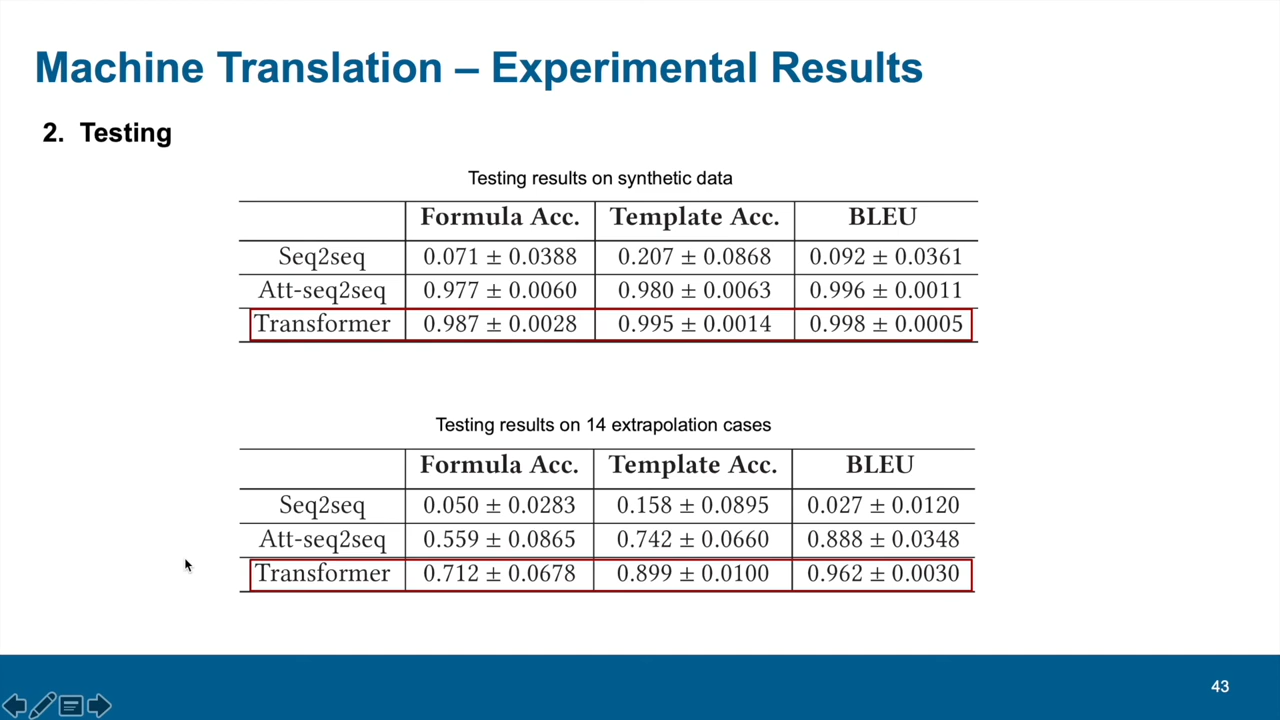 Machine Translation – Experimental Results
2. Testing
Testing results on synthetic data
Formula Acc. Template Acc. BLEU
Seq2seq 0.071 ± 0.0388 0.207 ± 0.0868 0.092 ± 0.0361
Att-seq2seq 0.977 ± 0.0060 0.980 ± 0.0063 0.996 ± 0.0011
Transformer 0.987 ± 0.0028 0.995 ± 0.0014 0.998 ± 0.0005
Testing results on 14 extrapolation cases
Formula Acc. Template Acc. BLEU
Seq2seq 0.050 ± 0.0283 0.158 ± 0.0895 0.027 ± 0.0120
Att-seq2seq 0.559 ± 0.0865 0.742 ± 0.0660 0.888 ± 0.0348
Transformer 0.712 ± 0.0678 0.899 ± 0.0100 0.962 ± 0.0030
43